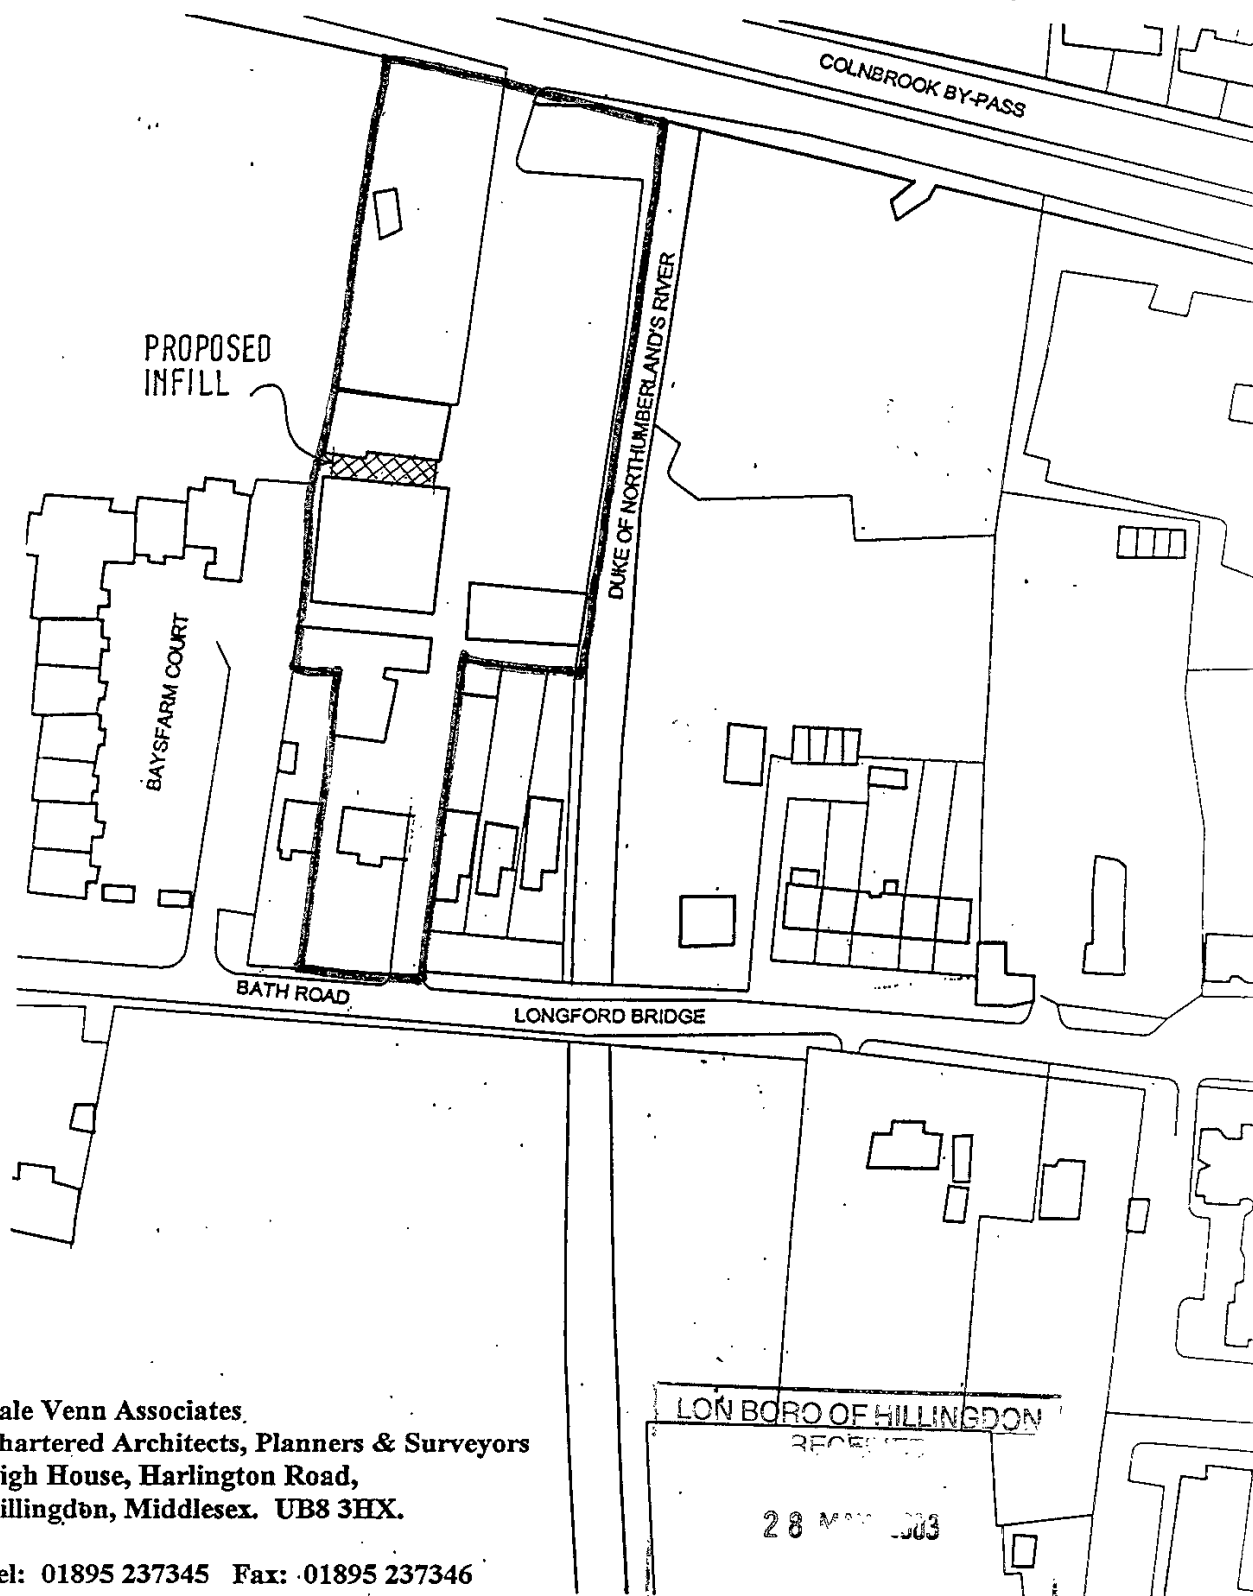 COLNBROOK BY-PASS
DUKE OF NORTHUMBERLAND'S RIVER
PROPOSED
INFILL
BAYSFARM COURT
BATH ROAD
LONGFORD BRIDGE
ale Venn Associates
hartered Architects, Planners & Surveyors
igh House, Harlington Road,
illingdon, Middlesex. UB8 3HX.
el: 01895 237345 Fax: 01895 237346
LON BORO OF HILLINGDON
28